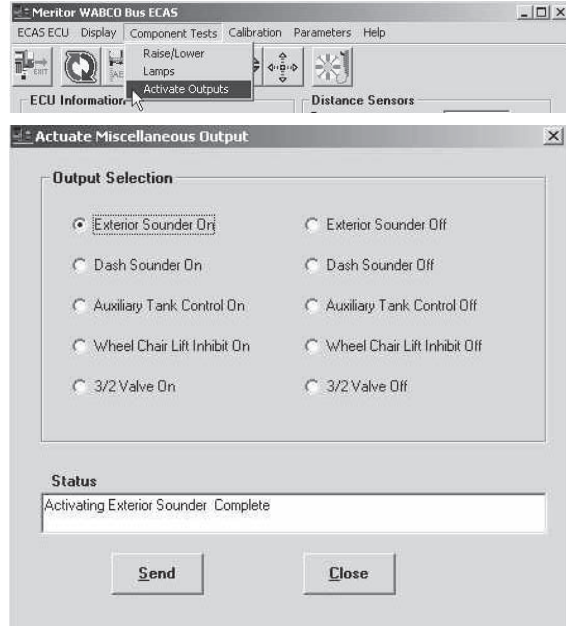 Meritor WABCO Bus ECAS
ECAS ECU Display Component Tests Calibration Parameters Help
EXIT
Raise/Lower
Lamps
Activate Outputs
ECU Information
Distance Sensors
Actuate Miscellaneous Output
Output Selection
Exterior Sounder On Exterior Sounder Off
Dash Sounder On Dash Sounder Off
Auxiliary Tank Control On Auxiliary Tank Control Off
Wheel Chair Lift Inhibit On Wheel Chair Lift Inhibit Off
3/2 Valve On 3/2 Valve Off
Status
Activating Exterior Sounder Complete
Send Close